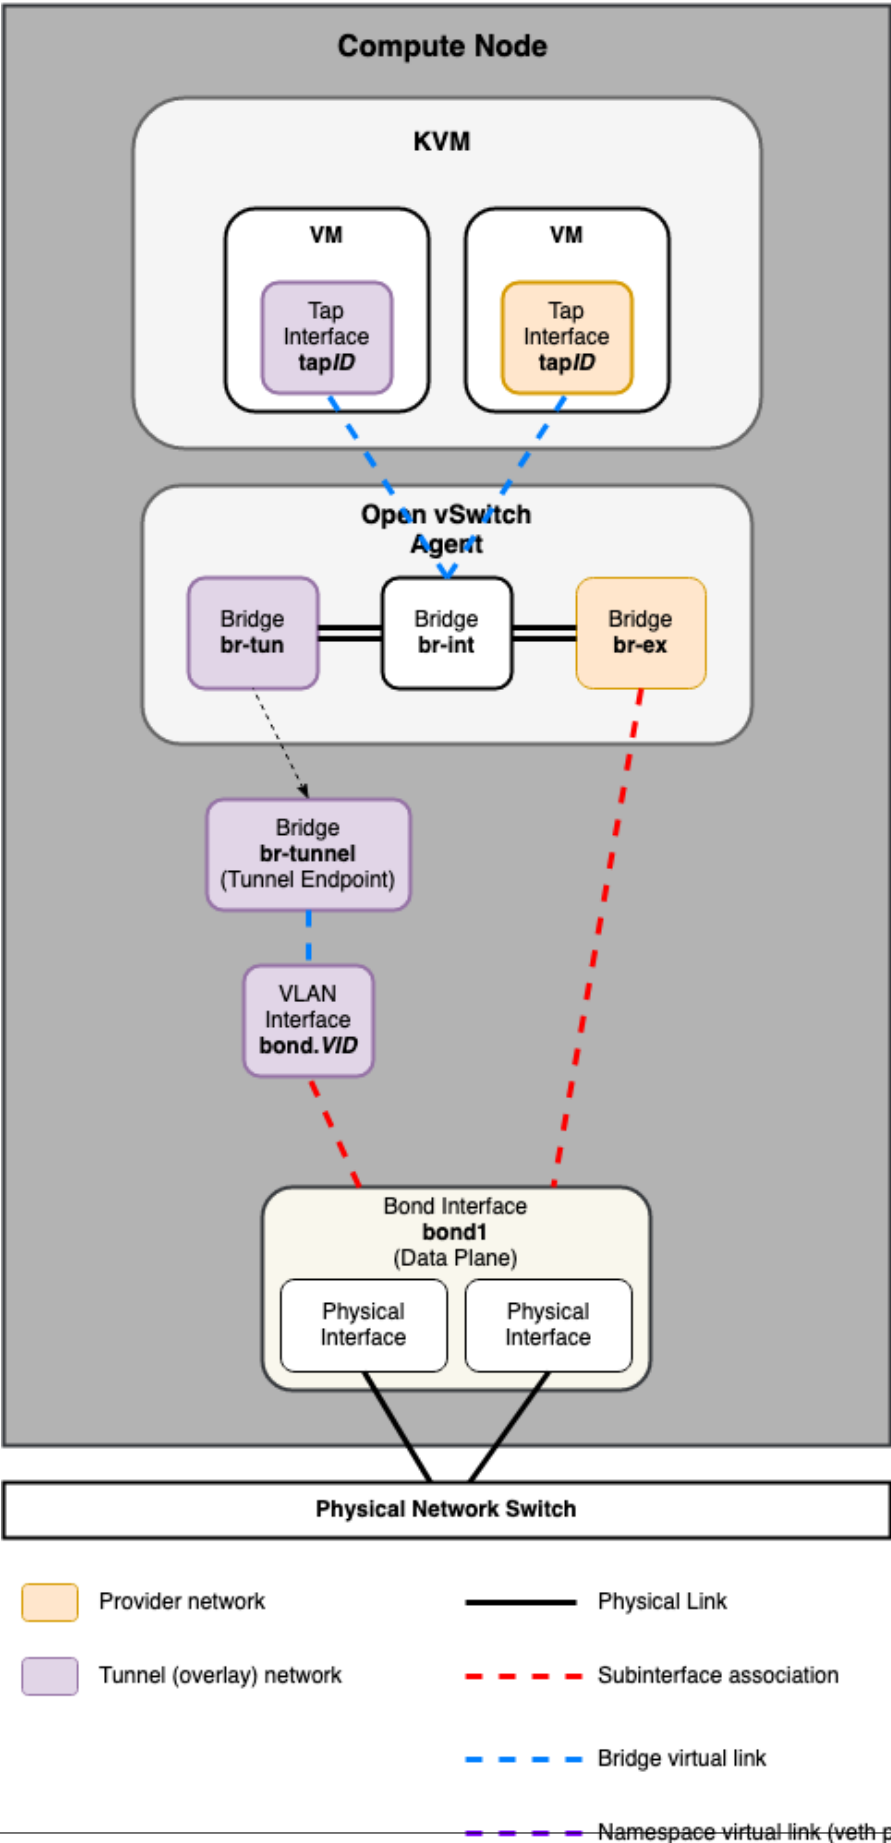 Compute Node
KVM
VM
Tap
Interface
tapID
VM
Tap
Interface
tapID
Open vSwitch
Agent
Bridge
br-tun
Bridge
br-int
Bridge
br-ex
Bridge
br-tunnel
(Tunnel Endpoint)
VLAN
Interface
bond.VID
Bond Interface
bond1
(Data Plane)
Physical
Interface
Physical
Interface
Physical Network Switch
Provider network
Physical Link
Tunnel (overlay) network
Subinterface association
Bridge virtual link
Namespace virtual link (veth